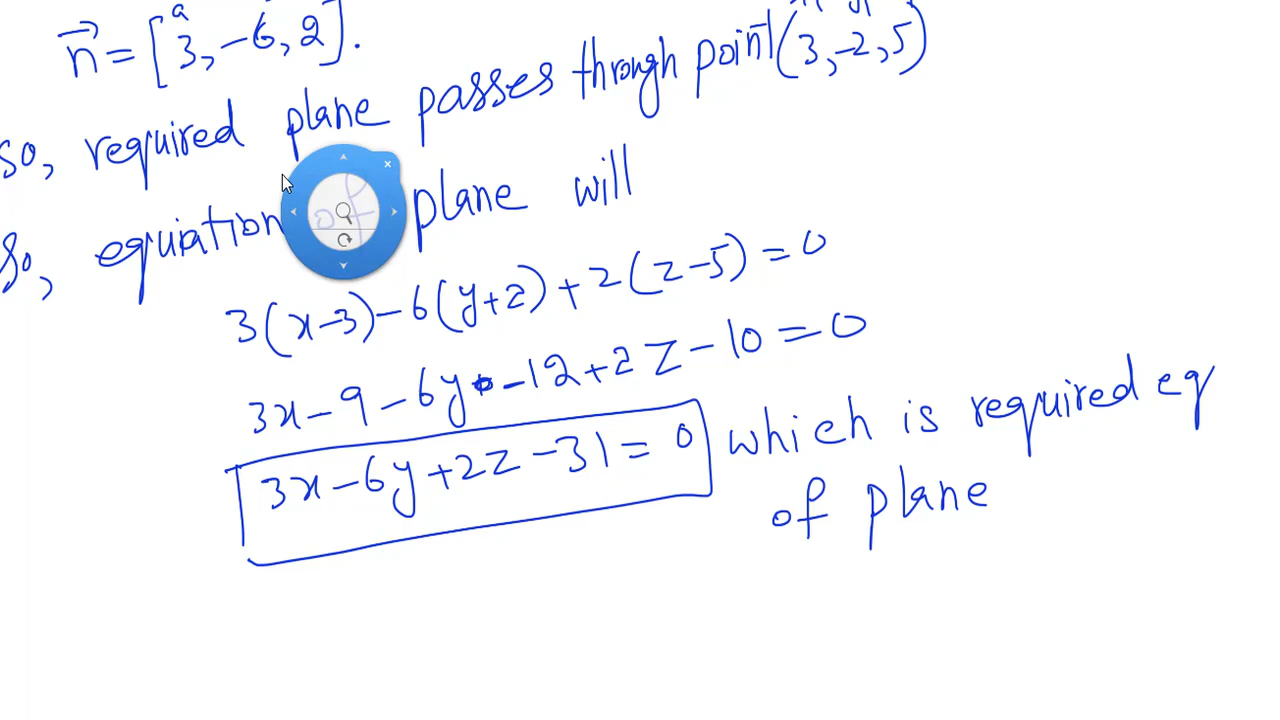 n⃗ = [3, -6, 2].
a
so, required plane passes through point (3, -2, 5)
So, equiation of plane will
3(x-3) - 6(y+2) + 2(z-5) = 0
3x - 9 - 6y - 12 + 2z - 10 = 0
3x - 6y + 2z - 31 = 0 which is required eq
of plane